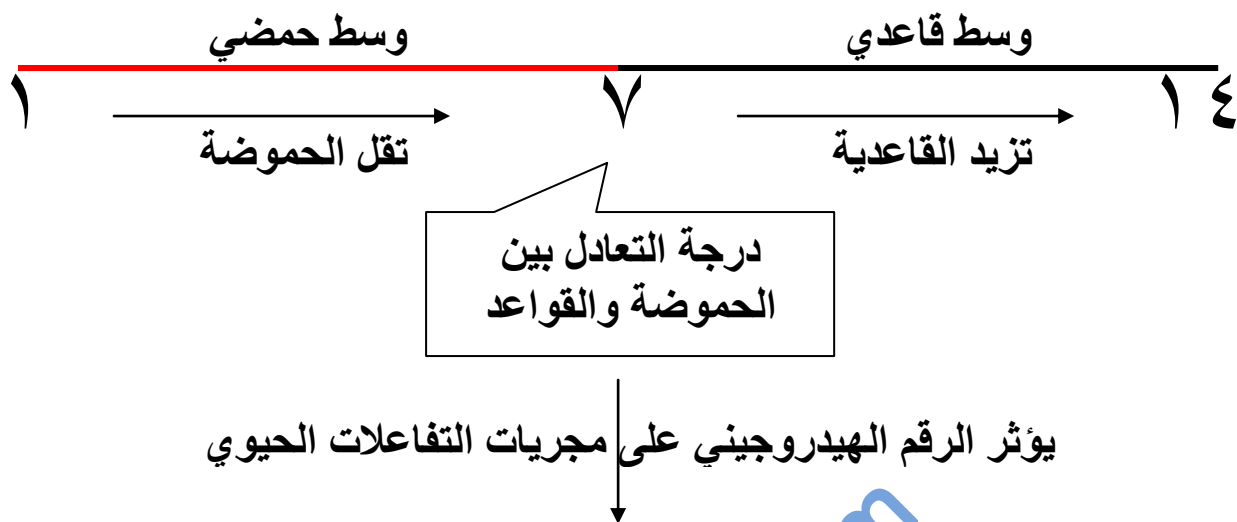 وسط حمضي وسط قاعدي
١ ٧ ١٤
تقل الحموضة تزيد القاعدية
درجة التعادل بين
الحموضة والقواعد
يؤثر الرقم الهيدروجيني على مجريات التفاعلات الحيوي